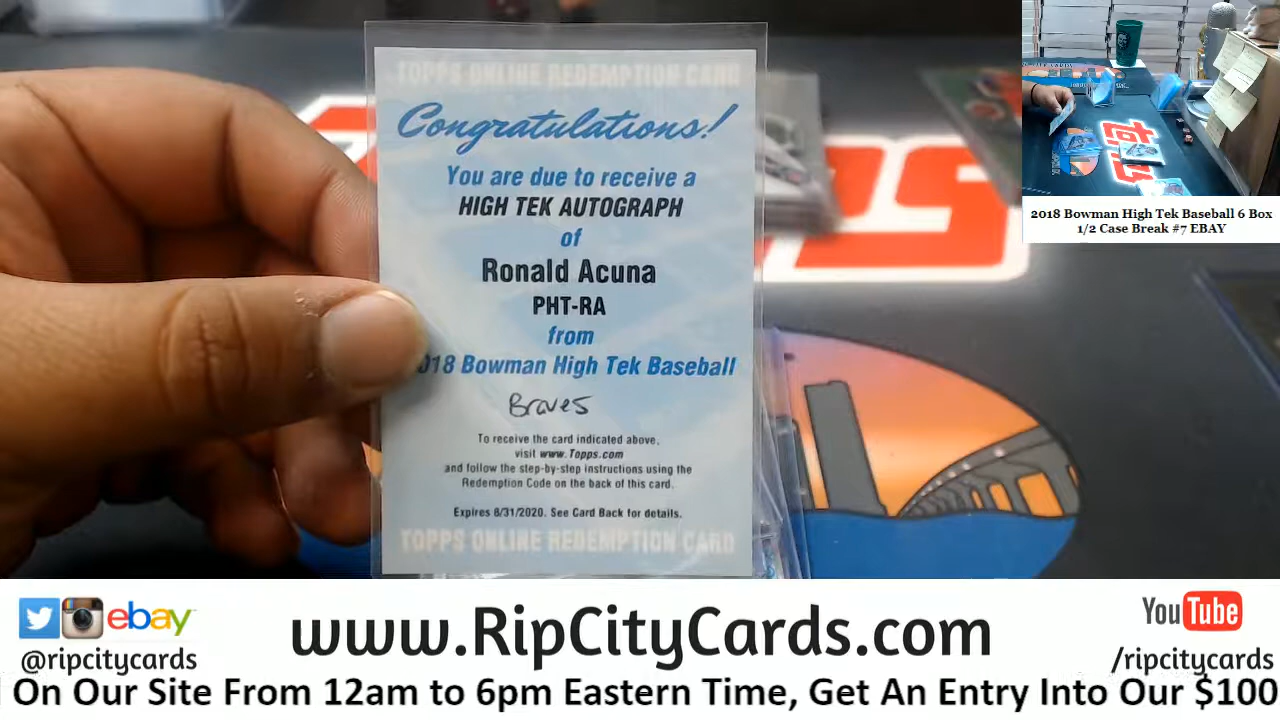 TOPPS ONLINE REDEMPTION CARD
Congratulations!
You are due to receive a
HIGH TEK AUTOGRAPH
of
Ronald Acuna
PHT-RA
from
018 Bowman High Tek Baseball
Braves
To receive the card indicated above,
visit www.Topps.com
and follow the step-by-step instructions using the
Redemption Code on the back of this card.
Expires 8/31/2020. See Card Back for details.
TOPPS ONLINE REDEMPTION CARD
2018 Bowman High Tek Baseball 6 Box
1/2 Case Break #7 EBAY
ebay
@ripcitycards
www.RipCityCards.com
YouTube
/ripcitycards
On Our Site From 12am to 6pm Eastern Time, Get An Entry Into Our $100